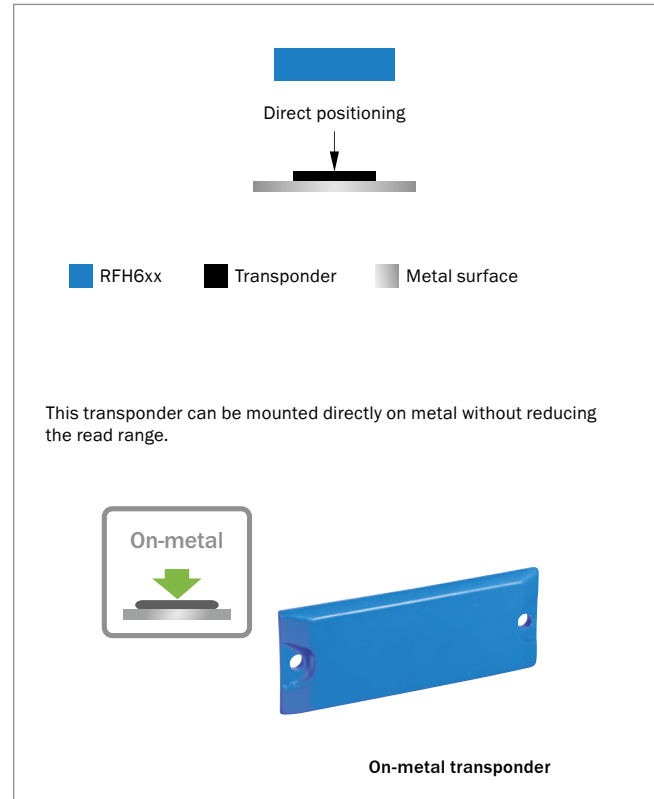 Direct positioning
RFH6xx
Transponder
Metal surface
This transponder can be mounted directly on metal without reducing
the read range.
On-metal
On-metal transponder